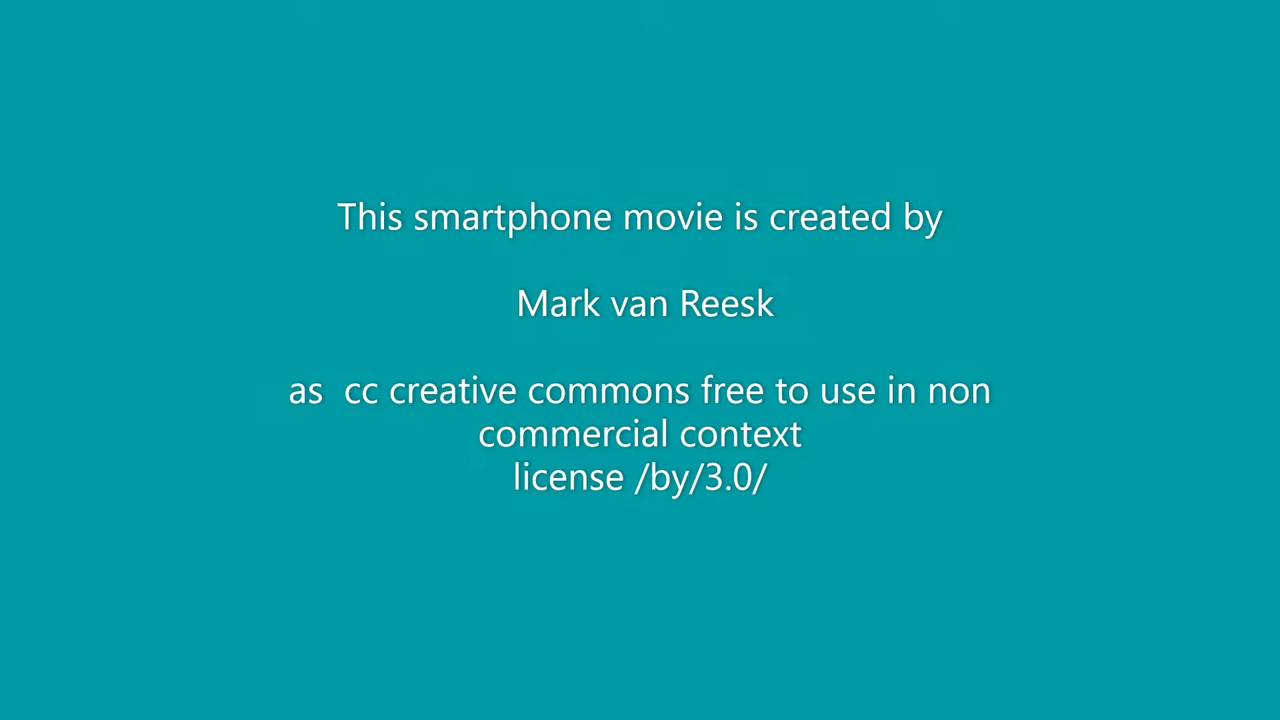 This smartphone movie is created by
Mark van Reesk
as  cc creative commons free to use in non
commercial context
license /by/3.0/